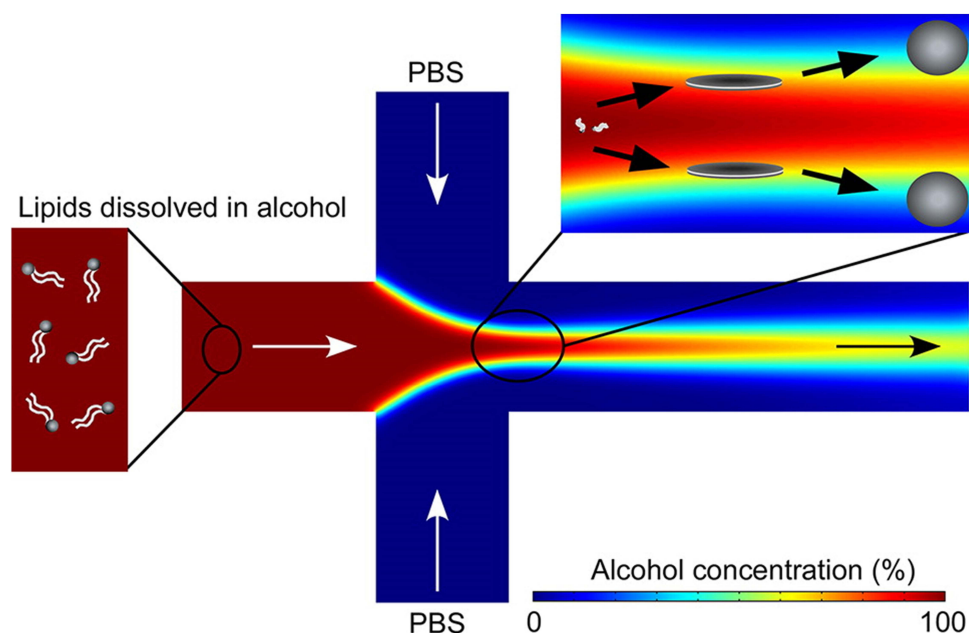 PBS
Lipids dissolved in alcohol
PBS
Alcohol concentration (%)
0
100